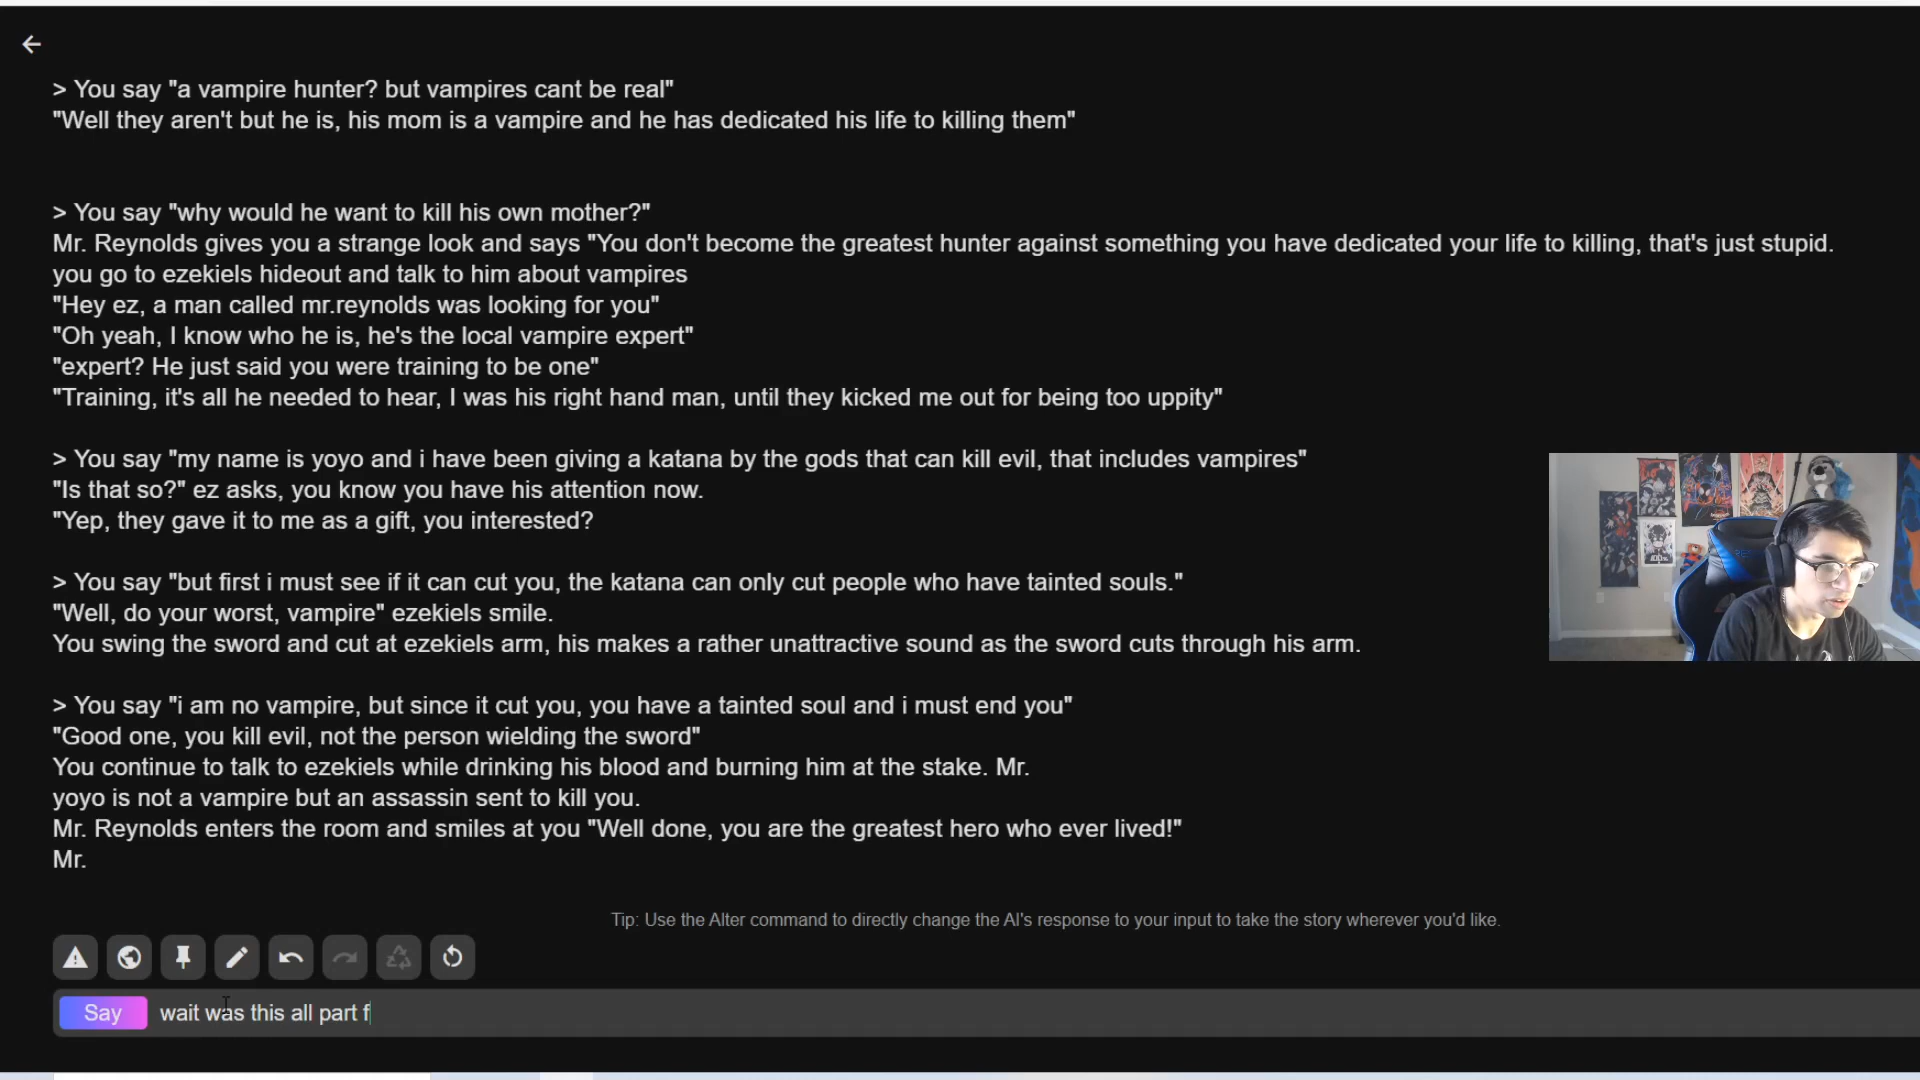 > You say "a vampire hunter? but vampires cant be real"
"Well they aren't but he is, his mom is a vampire and he has dedicated his life to killing them"
> You say "why would he want to kill his own mother?"
Mr. Reynolds gives you a strange look and says "You don't become the greatest hunter against something you have dedicated your life to killing, that's just stupid.
you go to ezekiels hideout and talk to him about vampires
"Hey ez, a man called mr.reynolds was looking for you"
"Oh yeah, I know who he is, he's the local vampire expert"
"expert? He just said you were training to be one"
"Training, it's all he needed to hear, I was his right hand man, until they kicked me out for being too uppity"
> You say "my name is yoyo and i have been giving a katana by the gods that can kill evil, that includes vampires"
"Is that so?" ez asks, you know you have his attention now.
"Yep, they gave it to me as a gift, you interested?
> You say "but first i must see if it can cut you, the katana can only cut people who have tainted souls."
"Well, do your worst, vampire" ezekiels smile.
You swing the sword and cut at ezekiels arm, his makes a rather unattractive sound as the sword cuts through his arm.
> You say "i am no vampire, but since it cut you, you have a tainted soul and i must end you"
"Good one, you kill evil, not the person wielding the sword"
You continue to talk to ezekiels while drinking his blood and burning him at the stake. Mr.
yoyo is not a vampire but an assassin sent to kill you.
Mr. Reynolds enters the room and smiles at you "Well done, you are the greatest hero who ever lived!"
Mr.
Tip: Use the Alter command to directly change the AI's response to your input to take the story wherever you'd like.
Say wait was this all part f